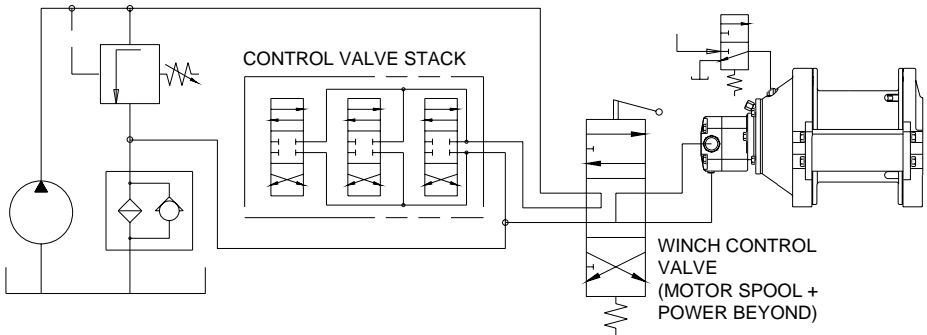 CONTROL VALVE STACK
WINCH CONTROL
VALVE
(MOTOR SPOOL +
POWER BEYOND)